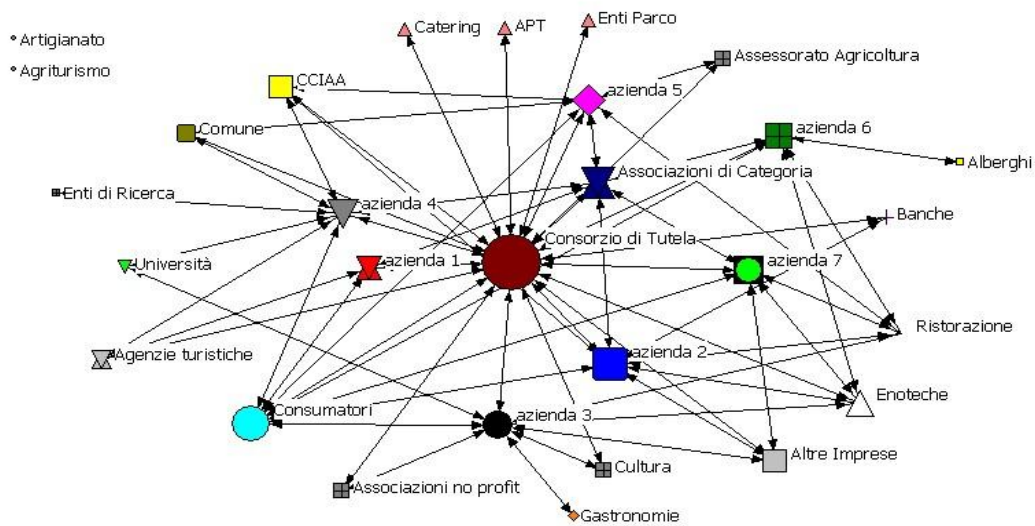 Catering
APT
Enti Parco
Artigianato
Agriturismo
Assessorato Agricoltura
CCIAA
azienda 5
Comune
azienda 6
Alberghi
Associazioni di Categoria
Enti di Ricerca
azienda 4
Banche
Consorzio di Tutela
Università
azienda 1
azienda 7
Ristorazione
Agenzie turistiche
azienda 2
Enoteche
Consumatori
azienda 3
Altre Imprese
Cultura
Associazioni no profit
Gastronomie